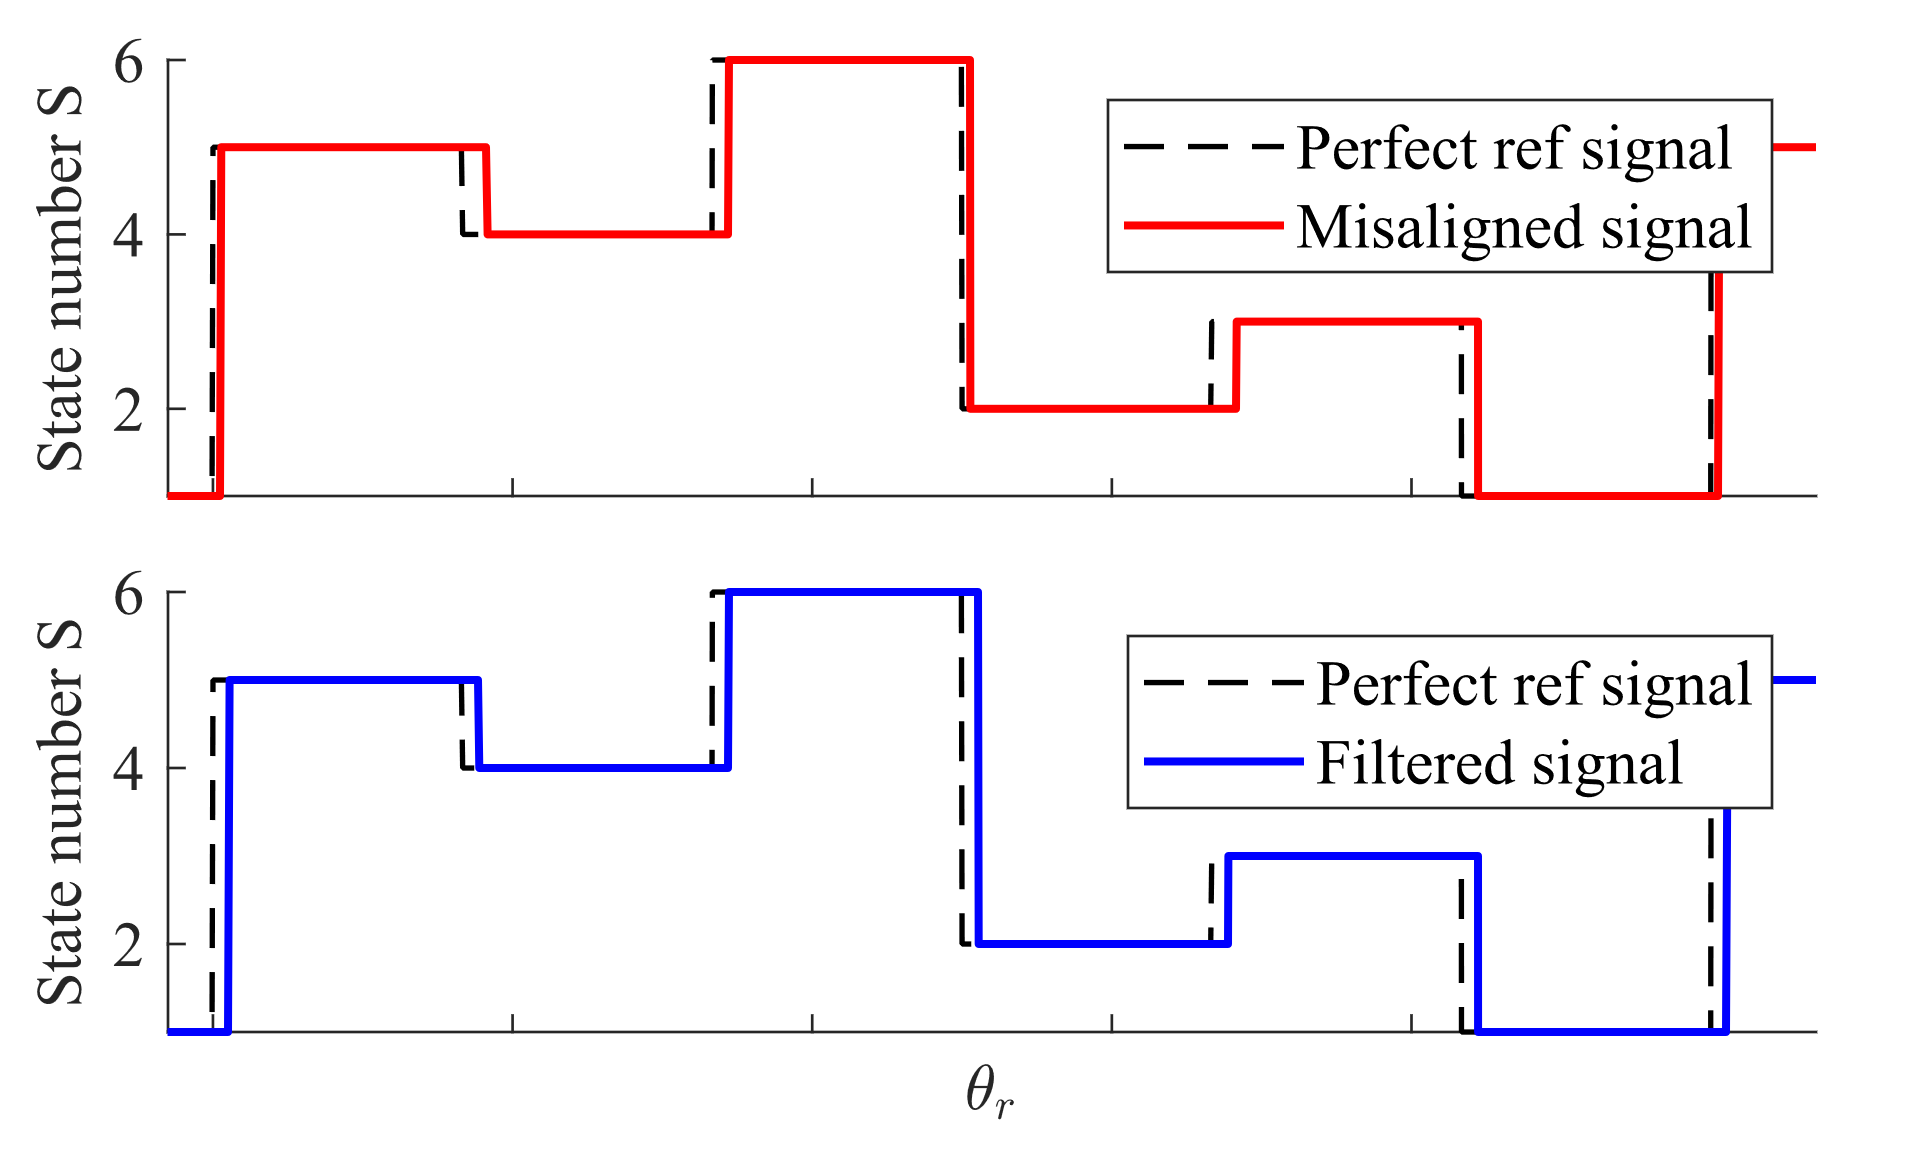 State number S
6
4
2
Perfect ref signal
Misaligned signal
State number S
6
4
2
Perfect ref signal
Filtered signal
θr